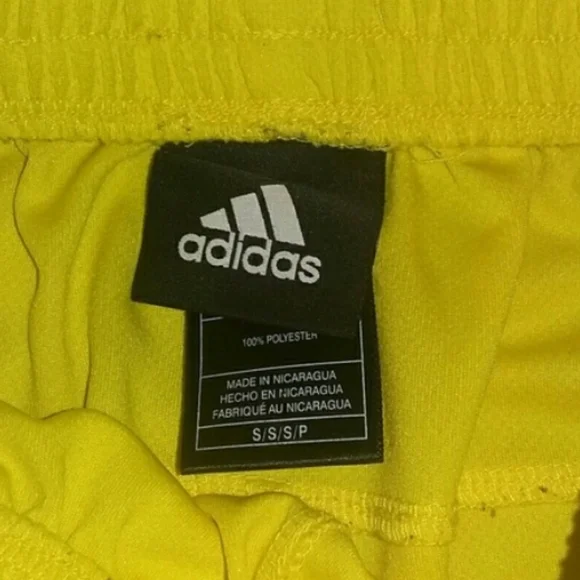 adidas
100% POLYESTER
MADE IN NICARAGUA
HECHO EN NICARAGUA
FABRIQUÉ AU NICARAGUA
S/S/S/P